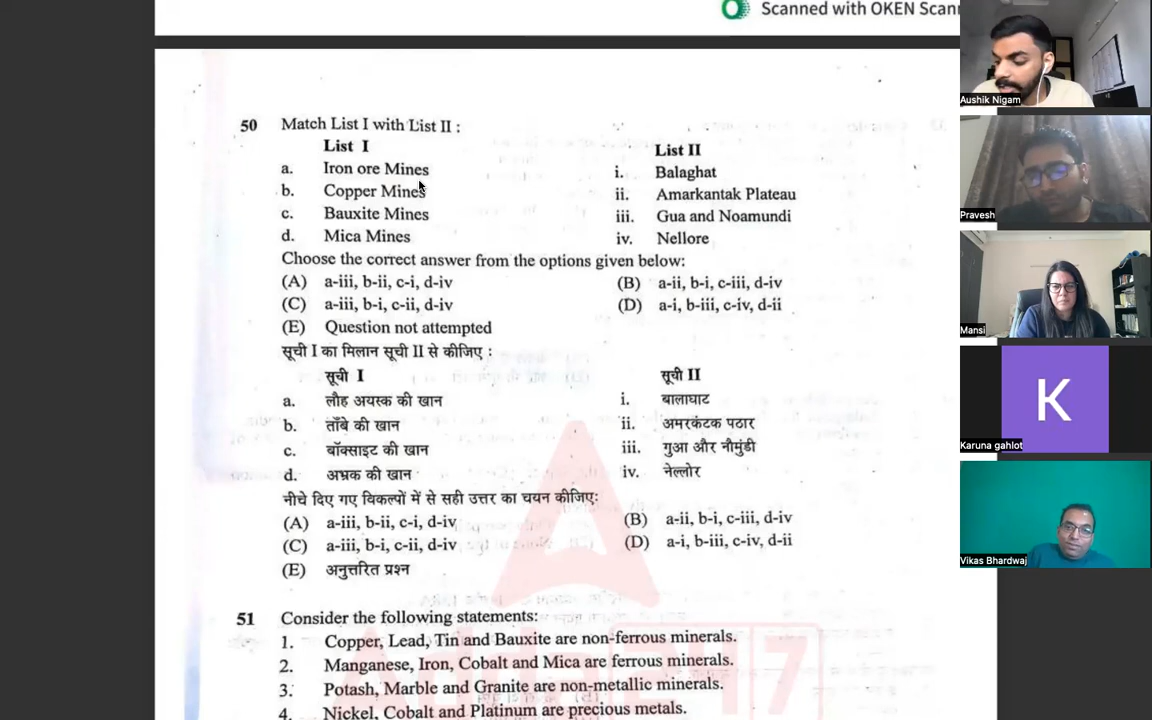 Scanned with OKEN Scan
50 Match List I with List II :
List I List II
a. Iron ore Mines i. Balaghat
b. Copper Mines ii. Amarkantak Plateau
c. Bauxite Mines iii. Gua and Noamundi
d. Mica Mines iv. Nellore
Choose the correct answer from the options given below:
(A) a-iii, b-ii, c-i, d-iv (B) a-ii, b-i, c-iii, d-iv
(C) a-iii, b-i, c-ii, d-iv (D) a-i, b-iii, c-iv, d-ii
(E) Question not attempted
सूची I का मिलान सूची II से कीजिए :
सूची I सूची II
a. लौह अयस्क की खान i. बालाघाट
b. ताँबे की खान ii. अमरकंटक पठार
c. बॉक्साइट की खान iii. गुआ और नौमुंडी
d. अभ्रक की खान iv. नेल्लोर
नीचे दिए गए विकल्पों में से सही उत्तर का चयन कीजिए:
(A) a-iii, b-ii, c-i, d-iv (B) a-ii, b-i, c-iii, d-iv
(C) a-iii, b-i, c-ii, d-iv (D) a-i, b-iii, c-iv, d-ii
(E) अनुत्तरित प्रश्न
51 Consider the following statements:
1. Copper, Lead, Tin and Bauxite are non-ferrous minerals.
2. Manganese, Iron, Cobalt and Mica are ferrous minerals.
3. Potash, Marble and Granite are non-metallic minerals.
4. Nickel, Cobalt and Platinum are precious metals.
Aushik Nigam
Pravesh
Mansi
K
Karuna gahlot
Vikas Bhardwaj